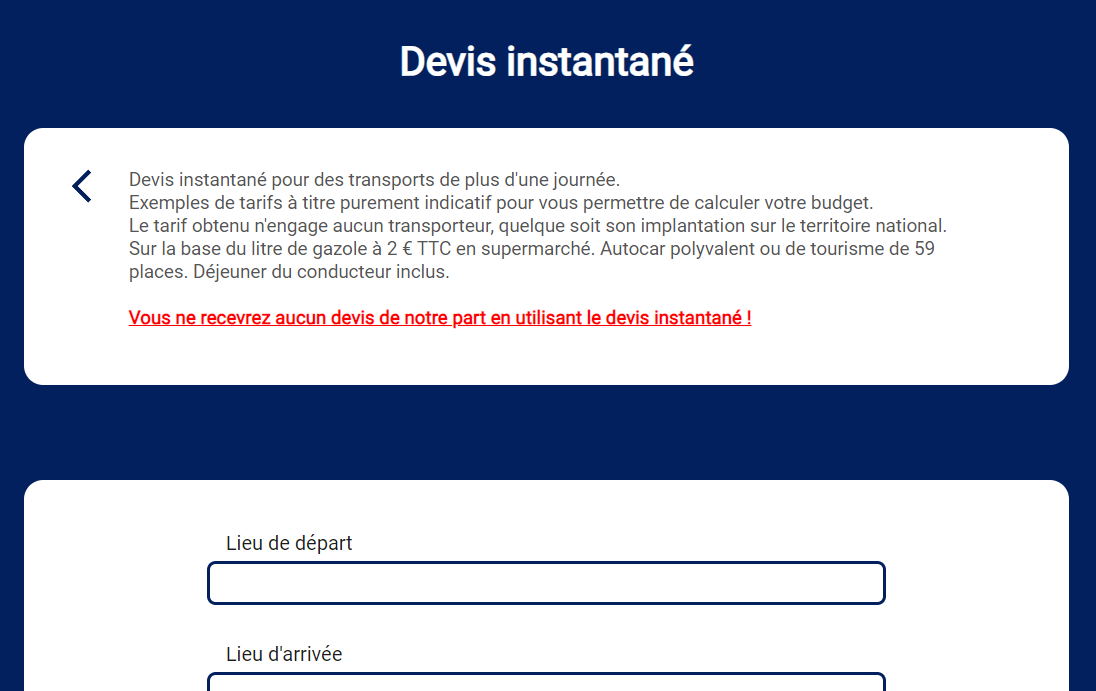 Devis instantané
Devis instantané pour des transports de plus d'une journée.
Exemples de tarifs à titre purement indicatif pour vous permettre de calculer votre budget.
Le tarif obtenu n'engage aucun transporteur, quelque soit son implantation sur le territoire national.
Sur la base du litre de gazole à 2 € TTC en supermarché. Autocar polyvalent ou de tourisme de 59
places. Déjeuner du conducteur inclus.
Vous ne recevrez aucun devis de notre part en utilisant le devis instantané !
Lieu de départ
Lieu d'arrivée